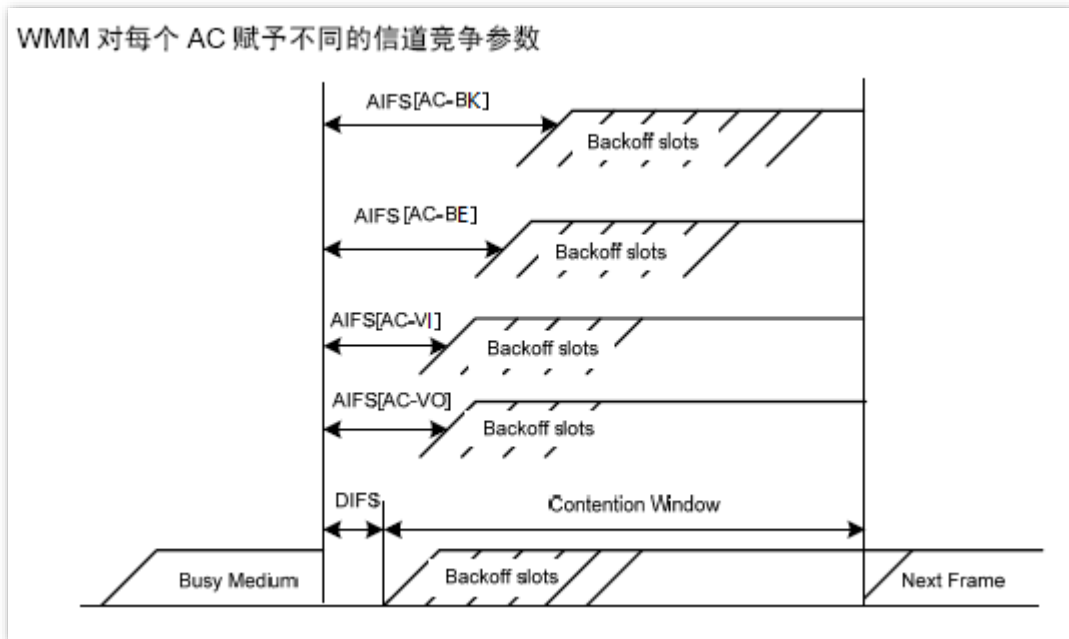 WMM 对每个 AC 赋予不同的信道竞争参数
AIFS[AC-BK]
Backoff slots
AIFS[AC-BE]
Backoff slots
AIFS[AC-VI]
Backoff slots
AIFS[AC-VO]
Backoff slots
DIFS
Contention Window
Busy Medium
Backoff slots
Next Frame